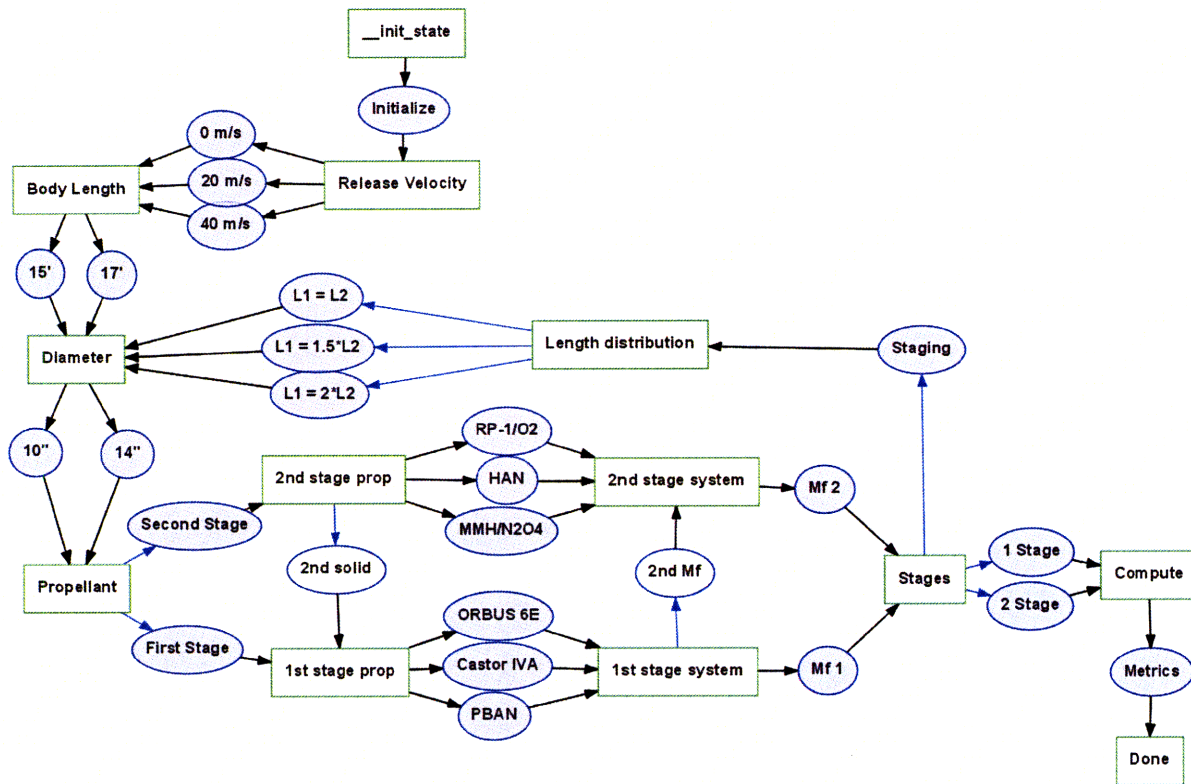 __init_state
Initialize
0 m/s
Body Length
20 m/s
Release Velocity
40 m/s
15'
17'
L1 = L2
Diameter
L1 = 1.5*L2
Length distribution
Staging
L1 = 2*L2
10"
14"
RP-1/O2
2nd stage prop
HAN
2nd stage system
Mf 2
Second Stage
MMH/N2O4
Propellant
2nd solid
2nd Mf
Stages
1 Stage
Compute
2 Stage
First Stage
ORBUS 6E
1st stage prop
Castor IVA
1st stage system
Mf 1
Metrics
PBAN
Done